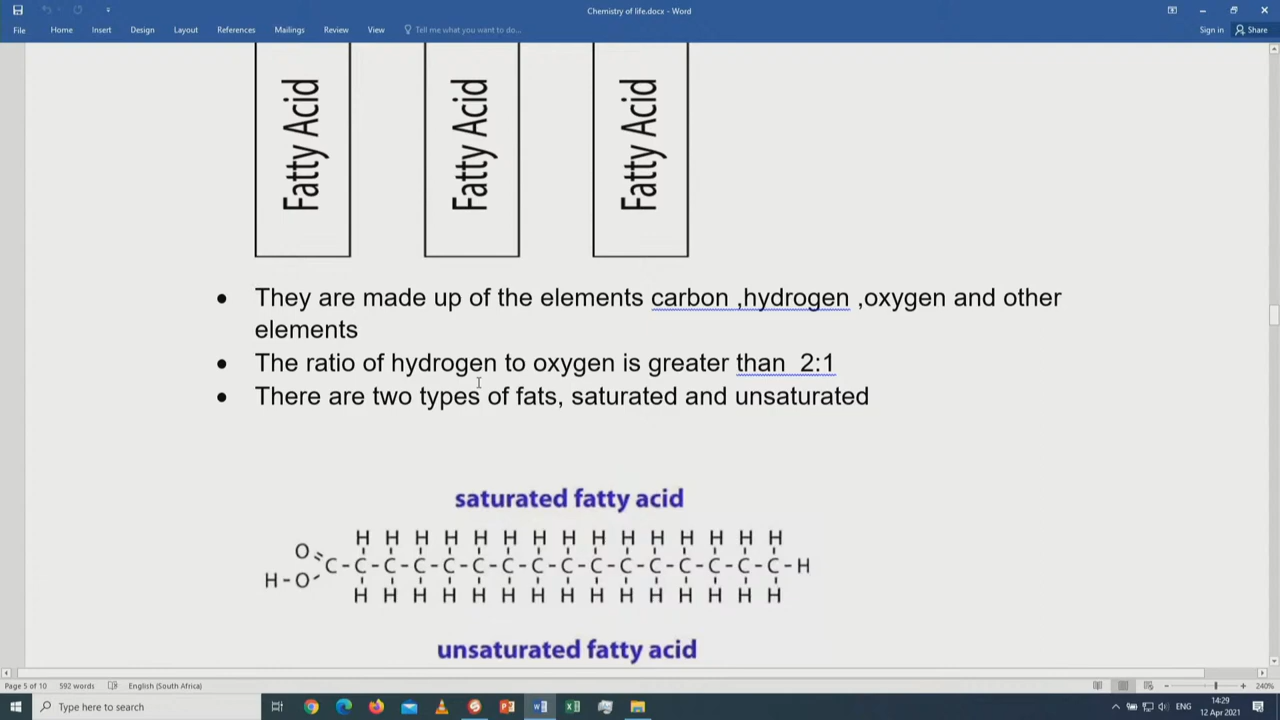 Chemistry of life.docx - Word
File Home Insert Design Layout References Mailings Review View Tell me what you want to do... Sign in Share
Fatty Acid Fatty Acid Fatty Acid
• They are made up of the elements carbon ,hydrogen ,oxygen and other
elements
• The ratio of hydrogen to oxygen is greater than 2:1
• There are two types of fats, saturated and unsaturated
saturated fatty acid
H H H H H H H H H H H H H H H
O C-C-C-C-C-C-C-C-C-C-C-C-C-C-C-C-H
H-O
H H H H H H H H H H H H H H H
unsaturated fatty acid
Page 5 of 10 592 words English (South Africa) 240%
Type here to search
ENG
14:29
12 Apr 2021